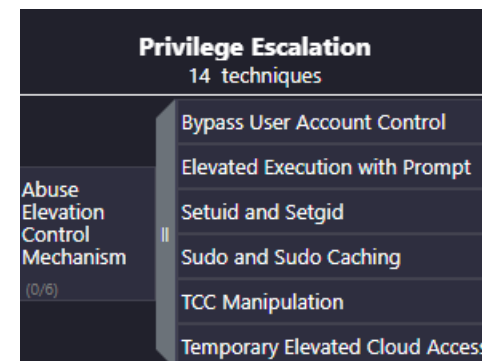 Privilege Escalation
14 techniques
Abuse
Elevation
Control
Mechanism
(0/6)
Bypass User Account Control
Elevated Execution with Prompt
Setuid and Setgid
Sudo and Sudo Caching
TCC Manipulation
Temporary Elevated Cloud Access